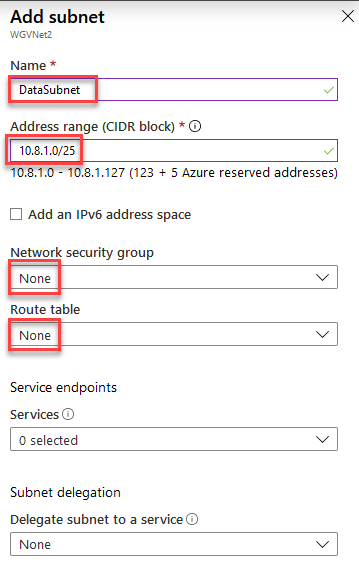 Add subnet
WGVNet2
Name *
DataSubnet
Address range (CIDR block) *
10.8.1.0/25
10.8.1.0 - 10.8.1.127 (123 + 5 Azure reserved addresses)
Add an IPv6 address space
Network security group
None
Route table
None
Service endpoints
Services
0 selected
Subnet delegation
Delegate subnet to a service
None